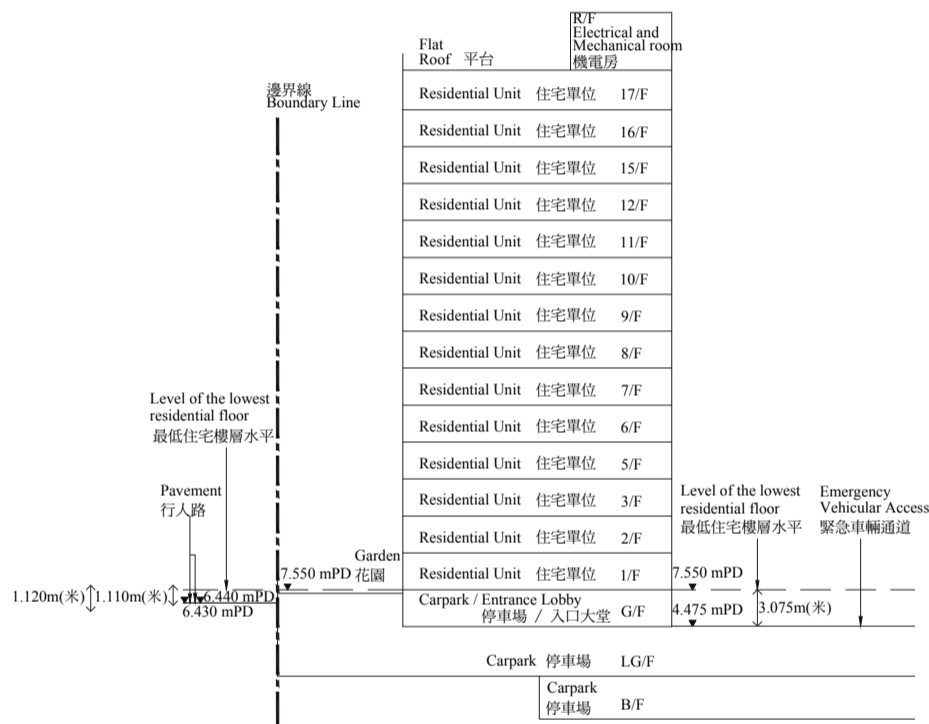 R/F
Electrical and
Mechanical room
機電房
Flat
Roof 平台
邊界線
Boundary Line
Residential Unit 住宅單位 17/F
Residential Unit 住宅單位 16/F
Residential Unit 住宅單位 15/F
Residential Unit 住宅單位 12/F
Residential Unit 住宅單位 11/F
Residential Unit 住宅單位 10/F
Residential Unit 住宅單位 9/F
Residential Unit 住宅單位 8/F
Residential Unit 住宅單位 7/F
Residential Unit 住宅單位 6/F
Residential Unit 住宅單位 5/F
Residential Unit 住宅單位 3/F
Residential Unit 住宅單位 2/F
Residential Unit 住宅單位 1/F
Level of the lowest
residential floor
最低住宅樓層水平
Pavement
行人路
Garden
花園
7.550 mPD
1.120m(米)
1.110m(米)
6.440 mPD
6.430 mPD
Carpark / Entrance Lobby
停車場 / 入口大堂 G/F
Level of the lowest
residential floor
最低住宅樓層水平
Emergency
Vehicular Access
緊急車輛通道
7.550 mPD
4.475 mPD
3.075m(米)
Carpark 停車場 LG/F
Carpark
停車場 B/F